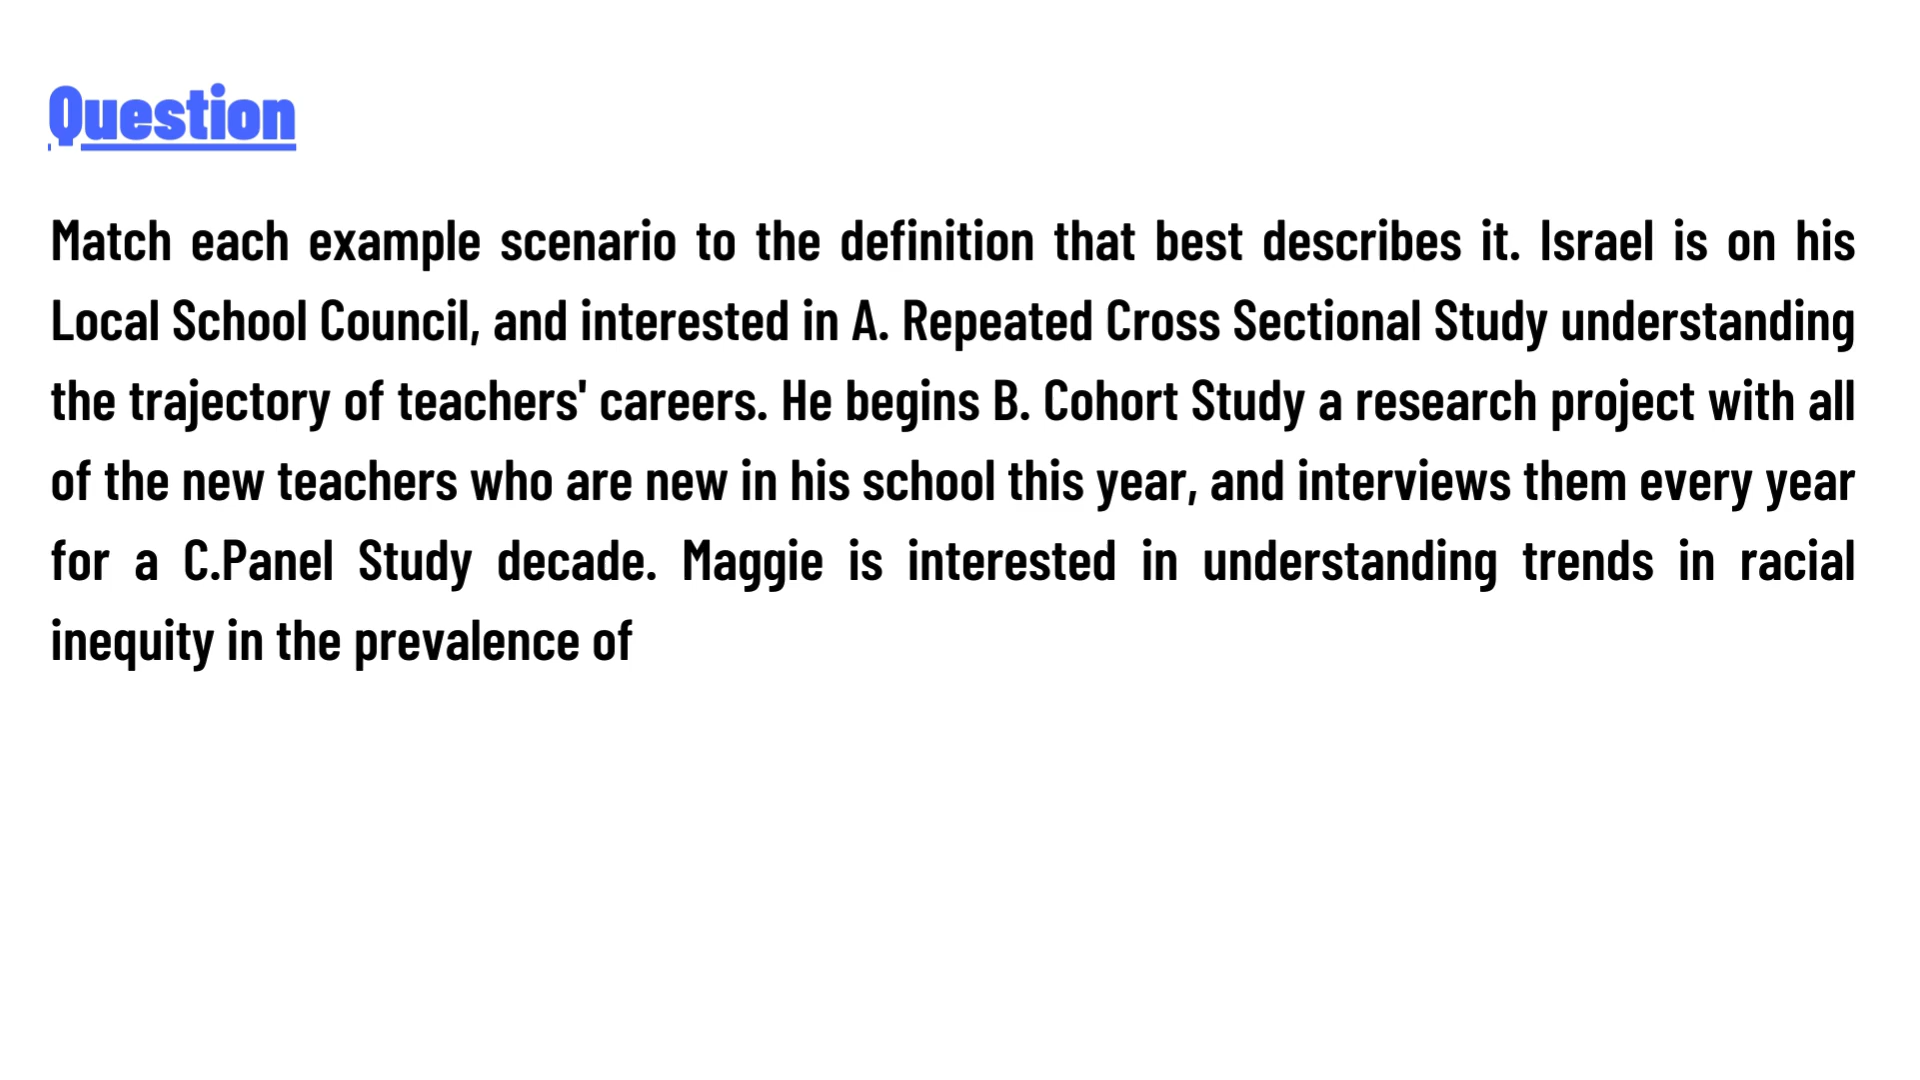 Question
Match each example scenario to the definition that best describes it. Israel is on his
Local School Council, and interested in A. Repeated Cross Sectional Study understanding
the trajectory of teachers' careers. He begins B. Cohort Study a research project with all
of the new teachers who are new in his school this year, and interviews them every year
for a C.Panel Study decade. Maggie is interested in understanding trends in racial
inequity in the prevalence of